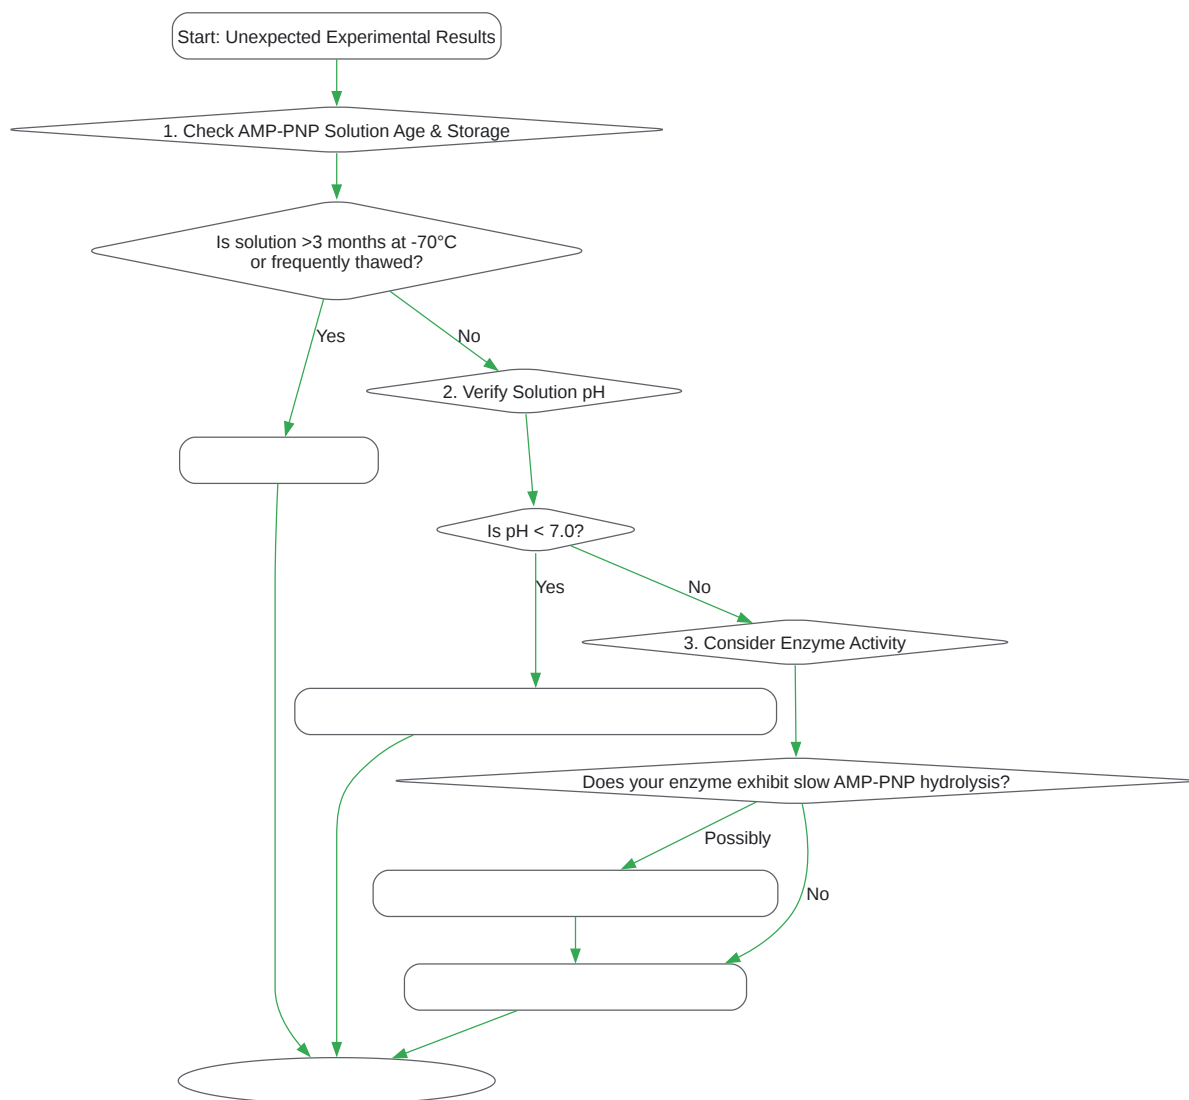 Start: Unexpected Experimental Results
1. Check AMP-PNP Solution Age & Storage
Is solution >3 months at -70°C
or frequently thawed?
Yes
No
2. Verify Solution pH
Is pH < 7.0?
Yes
No
3. Consider Enzyme Activity
Does your enzyme exhibit slow AMP-PNP hydrolysis?
Possibly
No